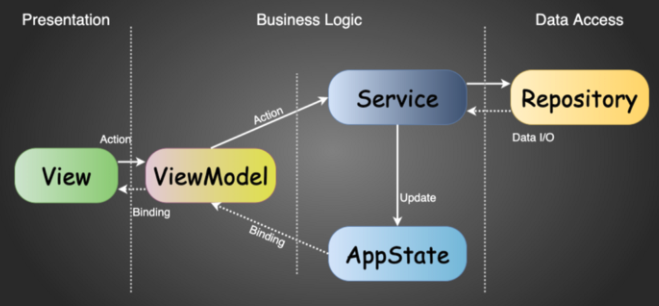 Presentation
Business Logic
Data Access
Service
Repository
Action
Data I/O
Action
View
ViewModel
Update
Binding
Binding
AppState